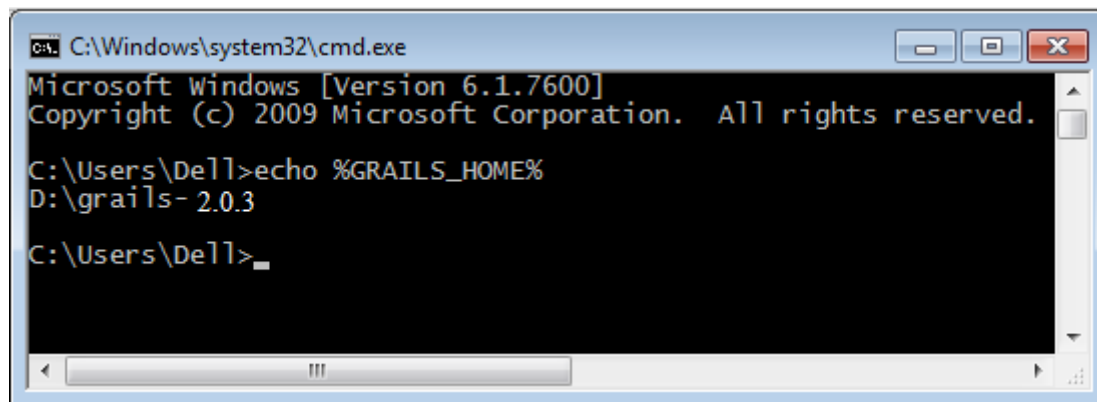 C:\Windows\system32\cmd.exe
Microsoft Windows [Version 6.1.7600]
Copyright (c) 2009 Microsoft Corporation.  All rights reserved.
C:\Users\Dell>echo %GRAILS_HOME%
D:\grails- 2.0.3
C:\Users\Dell>_